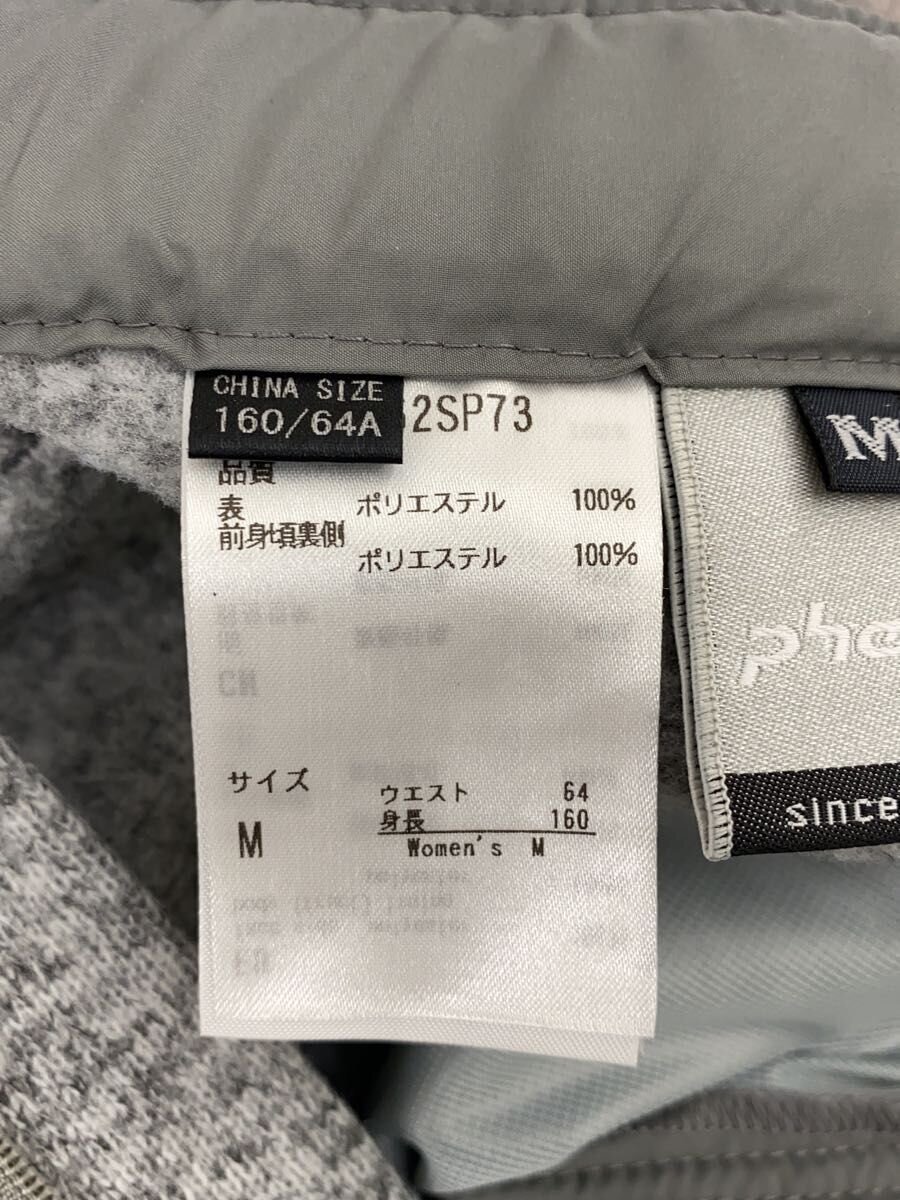 CHINA SIZE
160/64A
2SP73
品質
表 ポリエステル 100%
前身頃裏側
ポリエステル 100%
サイズ
M
ウエスト 64
身長 160
Women's M
M
phe
since